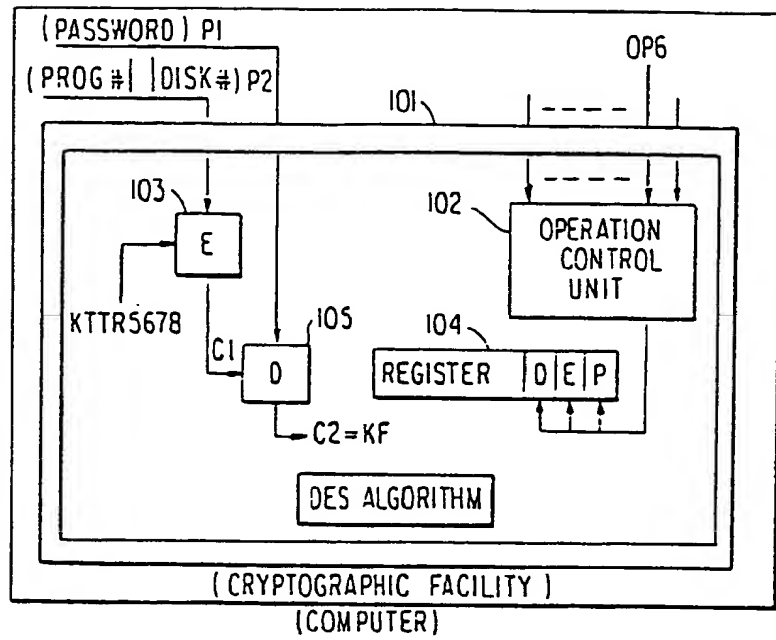 (PASSWORD) P1
OP6
(PROG #| |DISK#) P2
101
103
102
E
OPERATION
CONTROL
UNIT
KTTR5678
105
C1
104
D
REGISTER D E P
C2=KF
DES ALGORITHM
(CRYPTOGRAPHIC FACILITY)
(COMPUTER)